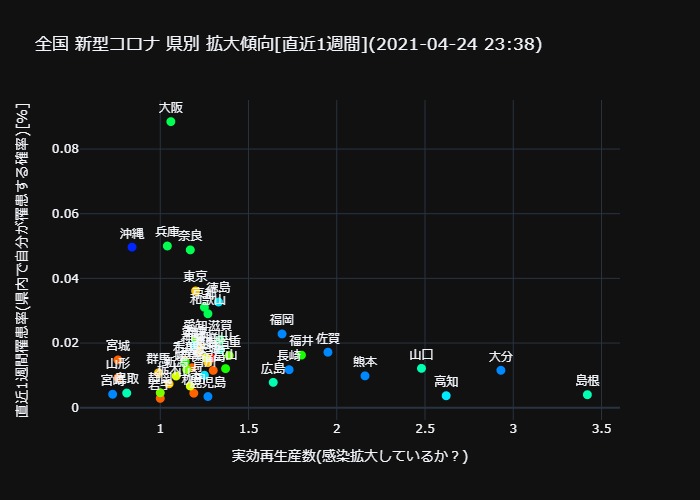 全国 新型コロナ 県別 拡大傾向[直近1週間](2021-04-24 23:38)
直近1週間罹患率(県内で自分が罹患する確率)[%]
0.08
0.06
0.04
0.02
0
大阪
沖縄
兵庫
奈良
東京
徳島
和歌山
愛知
滋賀
福岡
宮城
福井
佐賀
群馬
長崎
山形
熊本
山口
大分
広島
宮崎
鳥取
鹿児島
高知
島根
1
1.5
2
2.5
3
3.5
実効再生産数(感染拡大しているか？)